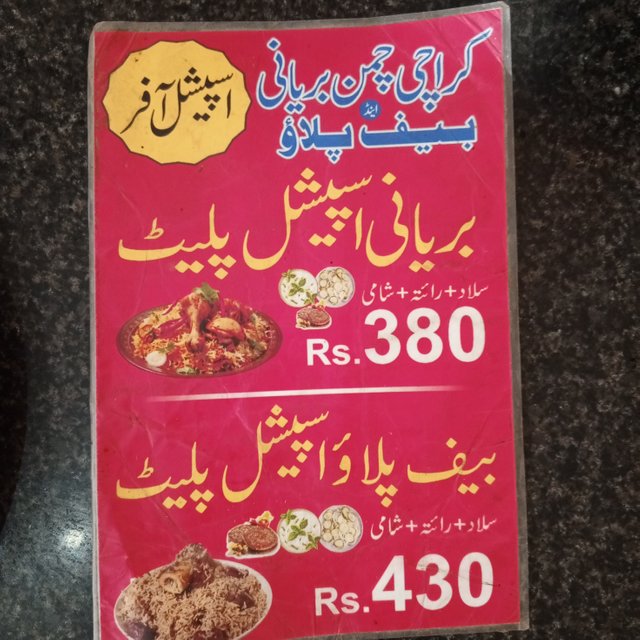 کراچی چمن بریانی
اینڈ
بیف پلاؤ
اسپیشل آفر
بریانی اسپیشل پلیٹ
سلاد+رائتہ+شامی
Rs.380
بیف پلاؤ اسپیشل پلیٹ
سلاد+رائتہ+شامی
Rs.430